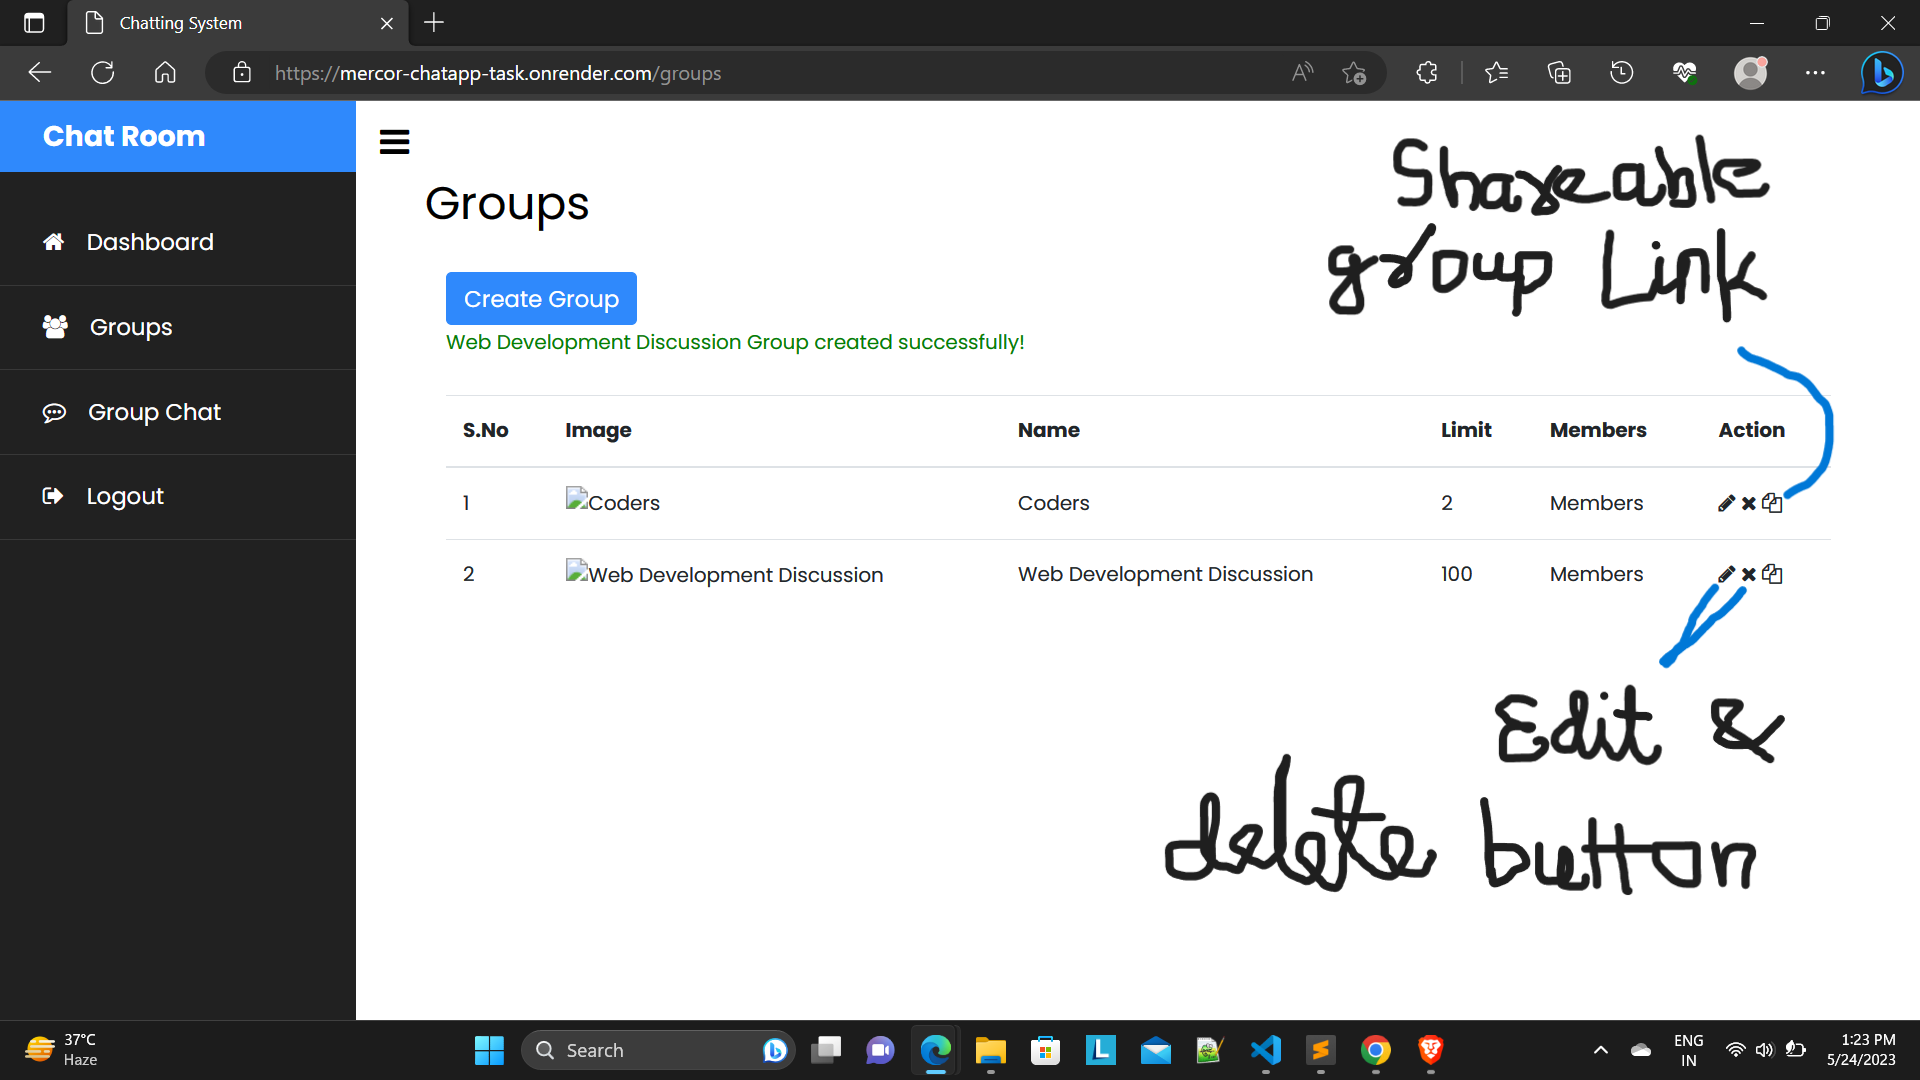 Chatting System
https://mercor-chatapp-task.onrender.com/groups
Chat Room
Dashboard
Groups
Group Chat
Logout
Groups
Create Group
Web Development Discussion Group created successfully!
Shareable
group Link
S.No Image Name Limit Members Action
1 Coders Coders 2 Members
2 Web Development Discussion Web Development Discussion 100 Members
Edit &
delete button
37°C
Haze
Search
ENG
IN
1:23 PM
5/24/2023